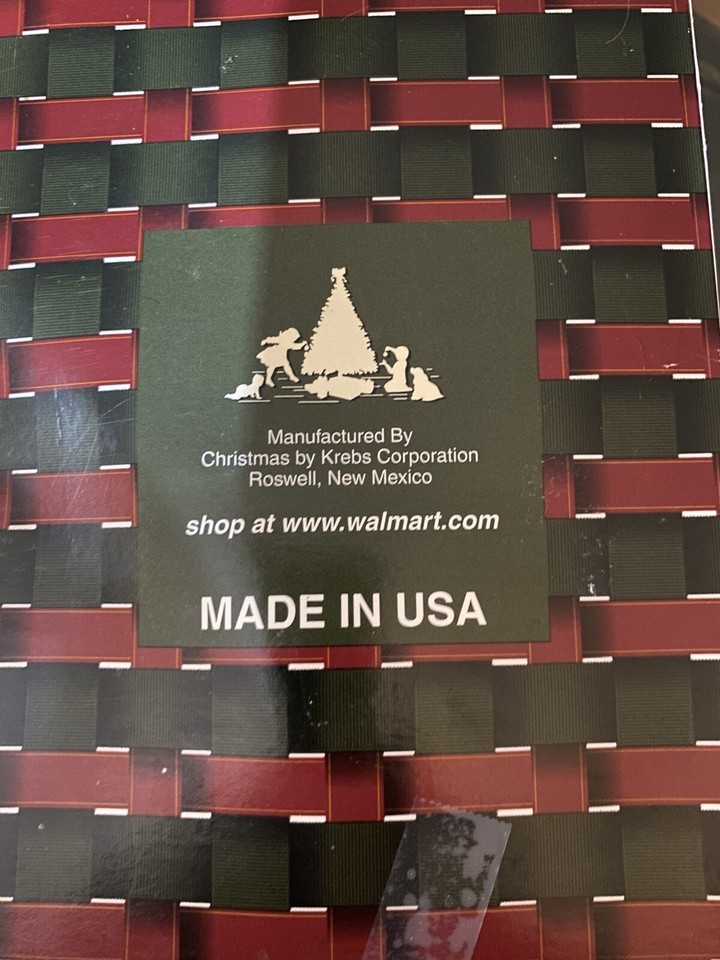 Manufactured By
Christmas by Krebs Corporation
Roswell, New Mexico
shop at www.walmart.com
MADE IN USA